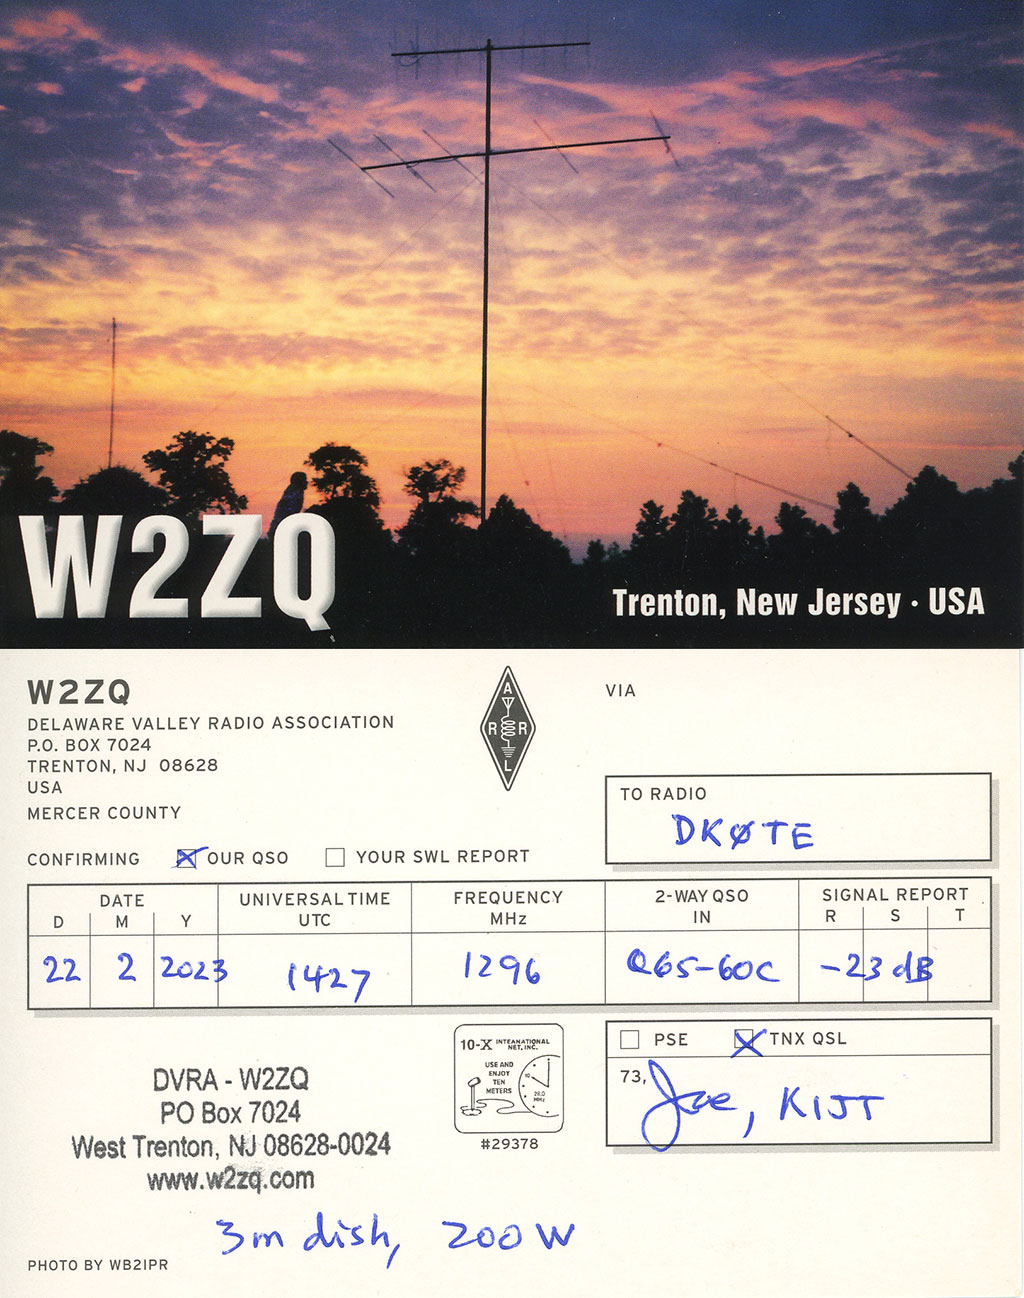 W2ZQ
Trenton, New Jersey · USA
W2ZQ
DELAWARE VALLEY RADIO ASSOCIATION
P.O. BOX 7024
TRENTON, NJ 08628
USA
MERCER COUNTY
ARRL
VIA
TO RADIO
DKØTE
CONFIRMING OUR QSO YOUR SWL REPORT
DATE
D M Y
UNIVERSAL TIME
UTC
FREQUENCY
MHz
2-WAY QSO
IN
SIGNAL REPORT
R S T
22 2 2023 1427 1296 Q65-60C -23 dB
DVRA - W2ZQ
PO Box 7024
West Trenton, NJ 08628-0024
www.w2zq.com
10-X INTERNATIONAL
NET, INC.
USE AND
ENJOY
TEN
METERS
10
28.0
MHz
#29378
PSE TNX QSL
73, Joe, K1JT
3m dish, 200 W
PHOTO BY WB2IPR